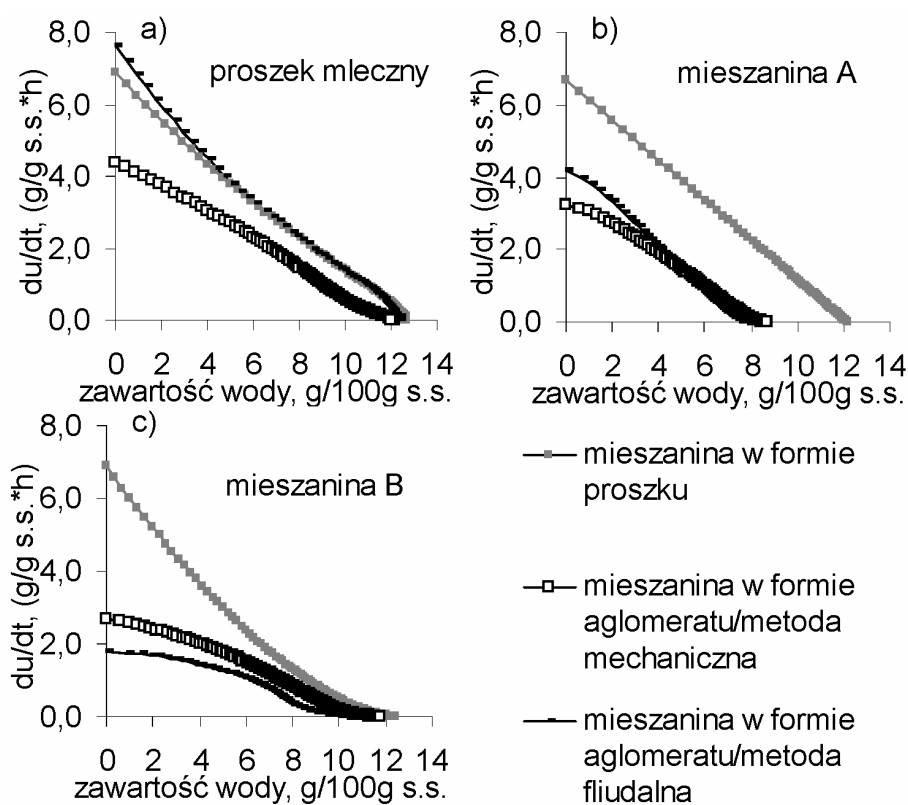 a)
proszek mleczny
8,0
6,0
4,0
2,0
0,0
du/dt, (g/g s.s.*h)
0 2 4 6 8 10 12 14
zawartość wody, g/100g s.s.
b)
mieszanina A
8,0
6,0
4,0
2,0
0,0
du/dt, (g/g s.s.*h)
0 2 4 6 8 10 12 14
zawartość wody, g/100g s.s.
c)
mieszanina B
8,0
6,0
4,0
2,0
0,0
du/dt, (g/g s.s.*h)
0 2 4 6 8 10 12 14
zawartość wody, g/100g s.s.
mieszanina w formie
proszku
mieszanina w formie
aglomeratu/metoda
mechaniczna
mieszanina w formie
aglomeratu/metoda
fliudalna